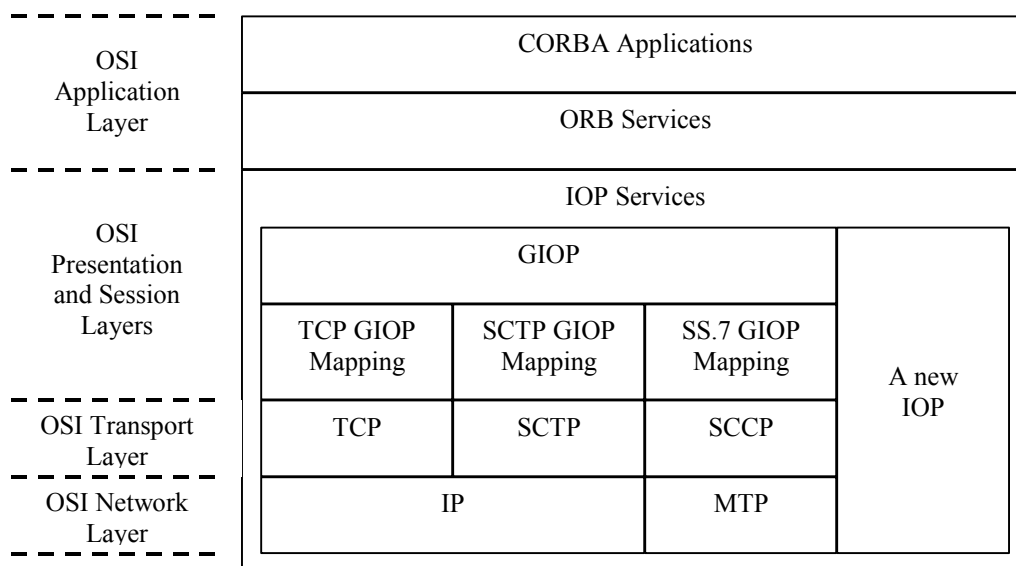 OSI
Application
Layer
CORBA Applications
ORB Services
OSI
Presentation
and Session
Layers
IOP Services
GIOP
TCP GIOP
Mapping
SCTP GIOP
Mapping
SS.7 GIOP
Mapping
A new
IOP
OSI Transport
Layer
TCP
SCTP
SCCP
OSI Network
Layer
IP
MTP